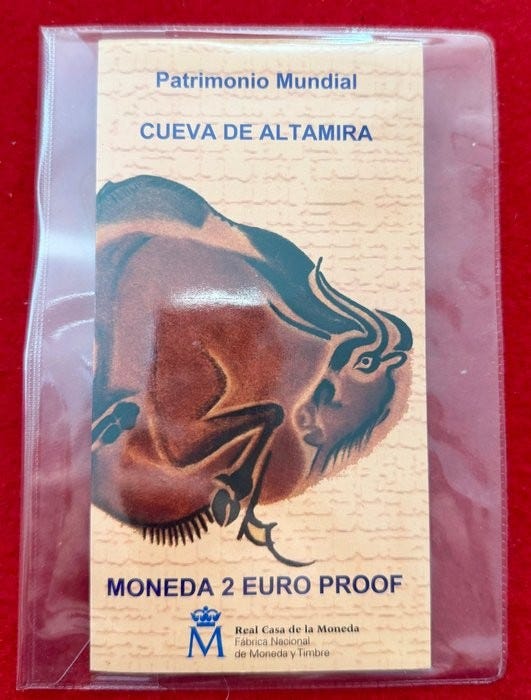 Patrimonio Mundial
CUEVA DE ALTAMIRA
MONEDA 2 EURO PROOF
M
Real Casa de la Moneda
Fábrica Nacional
de Moneda y Timbre